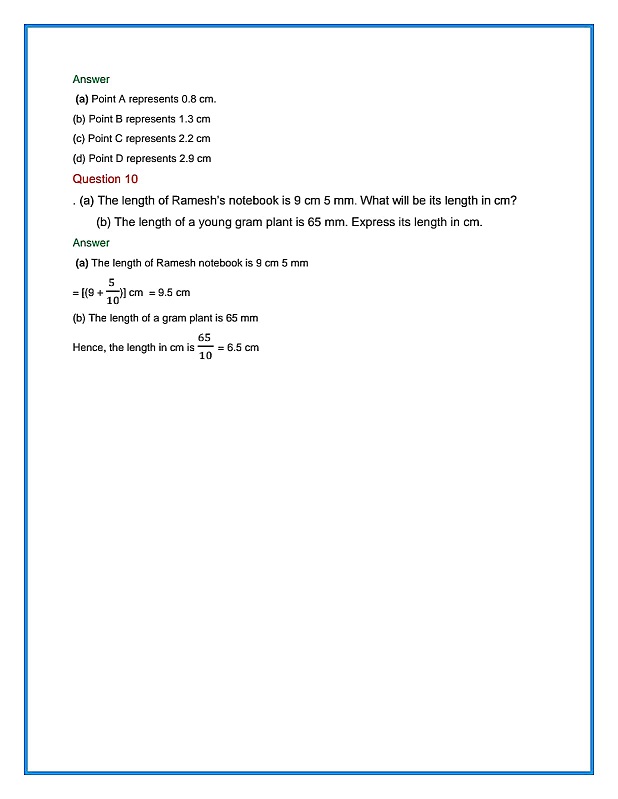 Answer
(a) Point A represents 0.8 cm.
(b) Point B represents 1.3 cm
(c) Point C represents 2.2 cm
(d) Point D represents 2.9 cm
Question 10
. (a) The length of Ramesh's notebook is 9 cm 5 mm. What will be its length in cm?
(b) The length of a young gram plant is 65 mm. Express its length in cm.
Answer
(a) The length of Ramesh notebook is 9 cm 5 mm
= [(9 + 5/10)] cm = 9.5 cm
(b) The length of a gram plant is 65 mm
Hence, the length in cm is 65/10 = 6.5 cm